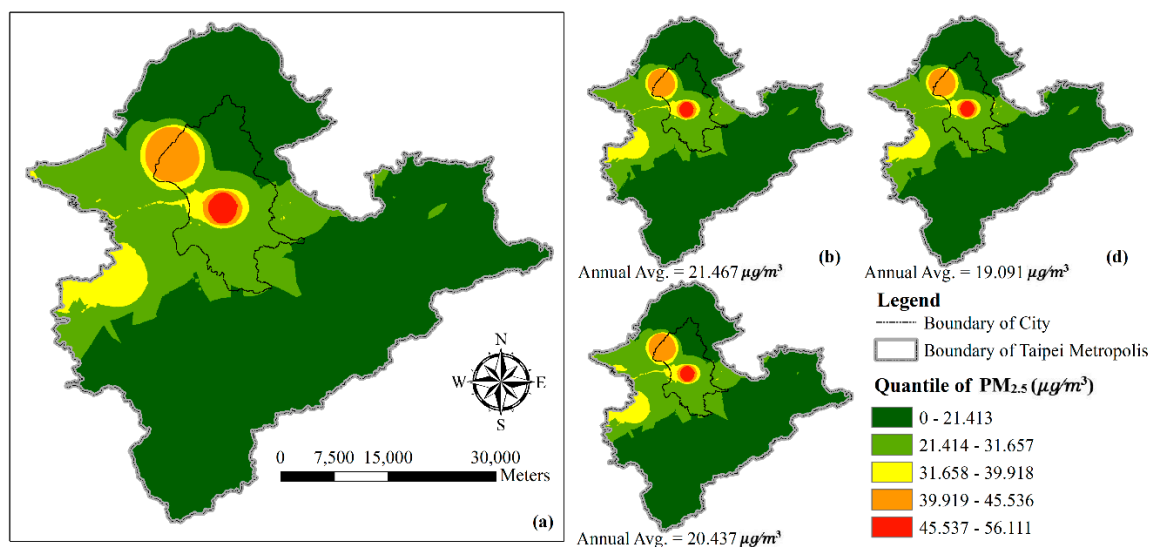 N
W E
S
0 7,500 15,000 30,000
Meters
(a)
(b)
Annual Avg. = 21.467 μg/m³
(d)
Annual Avg. = 19.091 μg/m³
Annual Avg. = 20.437 μg/m³
Legend
Boundary of City
Boundary of Taipei Metropolis
Quantile of PM₂.₅ (μg/m³)
0 - 21.413
21.414 - 31.657
31.658 - 39.918
39.919 - 45.536
45.537 - 56.111